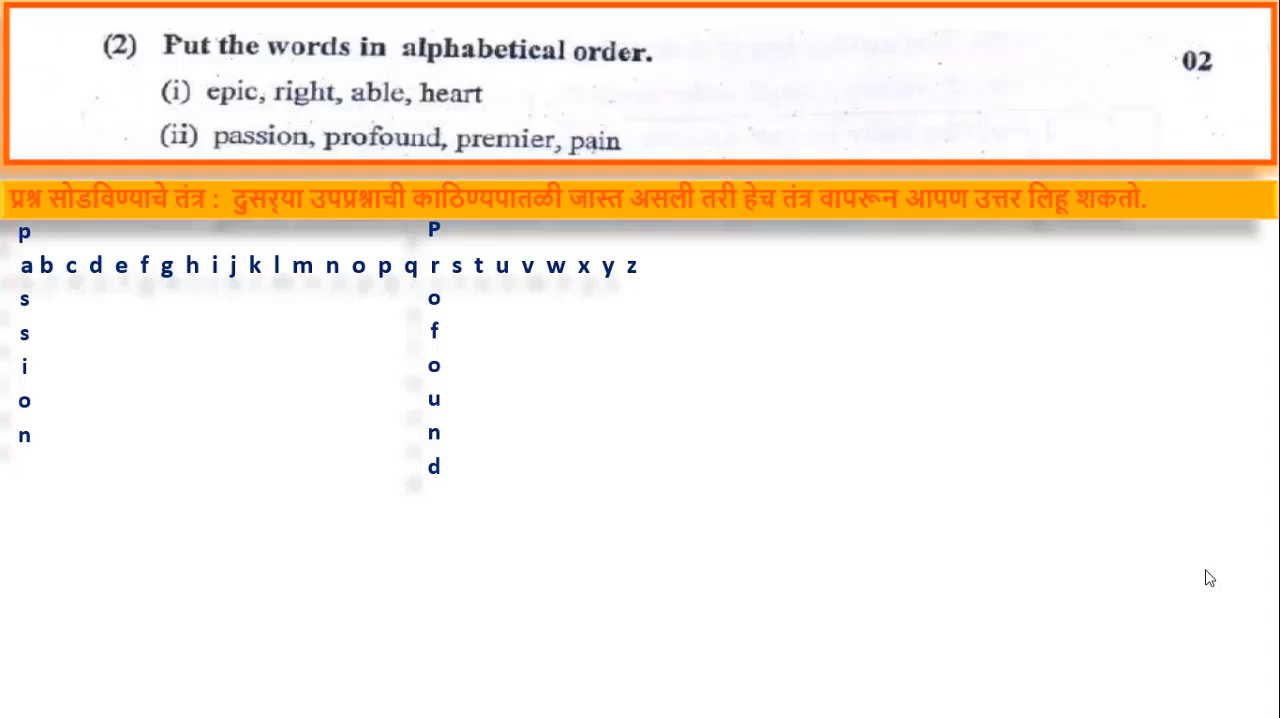 (2) Put the words in alphabetical order. 02
(i) epic, right, able, heart
(ii) passion, profound, premier, pain
प्रश्न सोडविण्याचे तंत्र : दुसऱ्या उपप्रश्नाची काठिण्यपातळी जास्त असली तरी हेच तंत्र वापरून आपण उत्तर लिहू शकतो.
p P
a b c d e f g h i j k l m n o p q r s t u v w x y z
s o
s f
i o
o u
n n
d